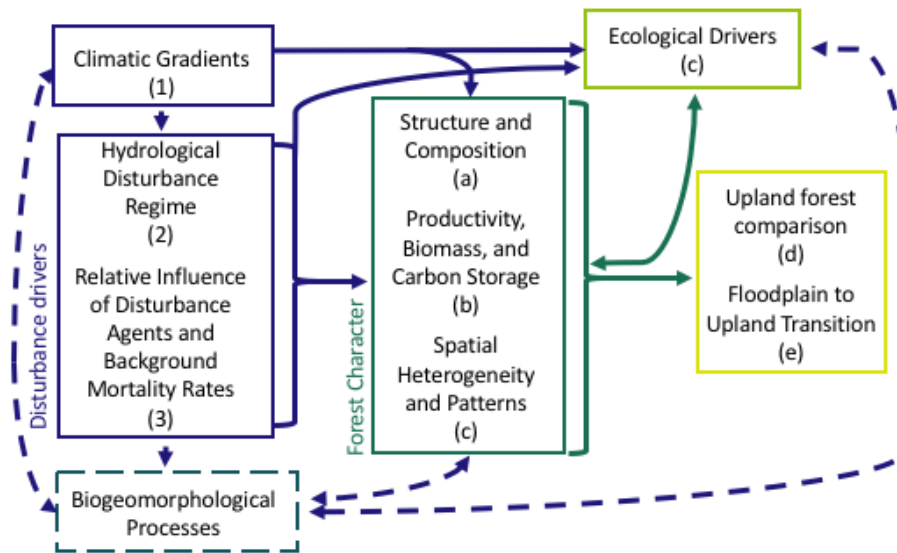 Climatic Gradients
(1)
Ecological Drivers
(c)
Hydrological
Disturbance
Regime
(2)
Relative Influence
of Disturbance
Agents and
Background
Mortality Rates
(3)
Disturbance drivers
Structure and
Composition
(a)
Productivity,
Biomass, and
Carbon Storage
(b)
Spatial
Heterogeneity
and Patterns
(c)
Forest Character
Upland forest
comparison
(d)
Floodplain to
Upland Transition
(e)
Biogeomorphological
Processes